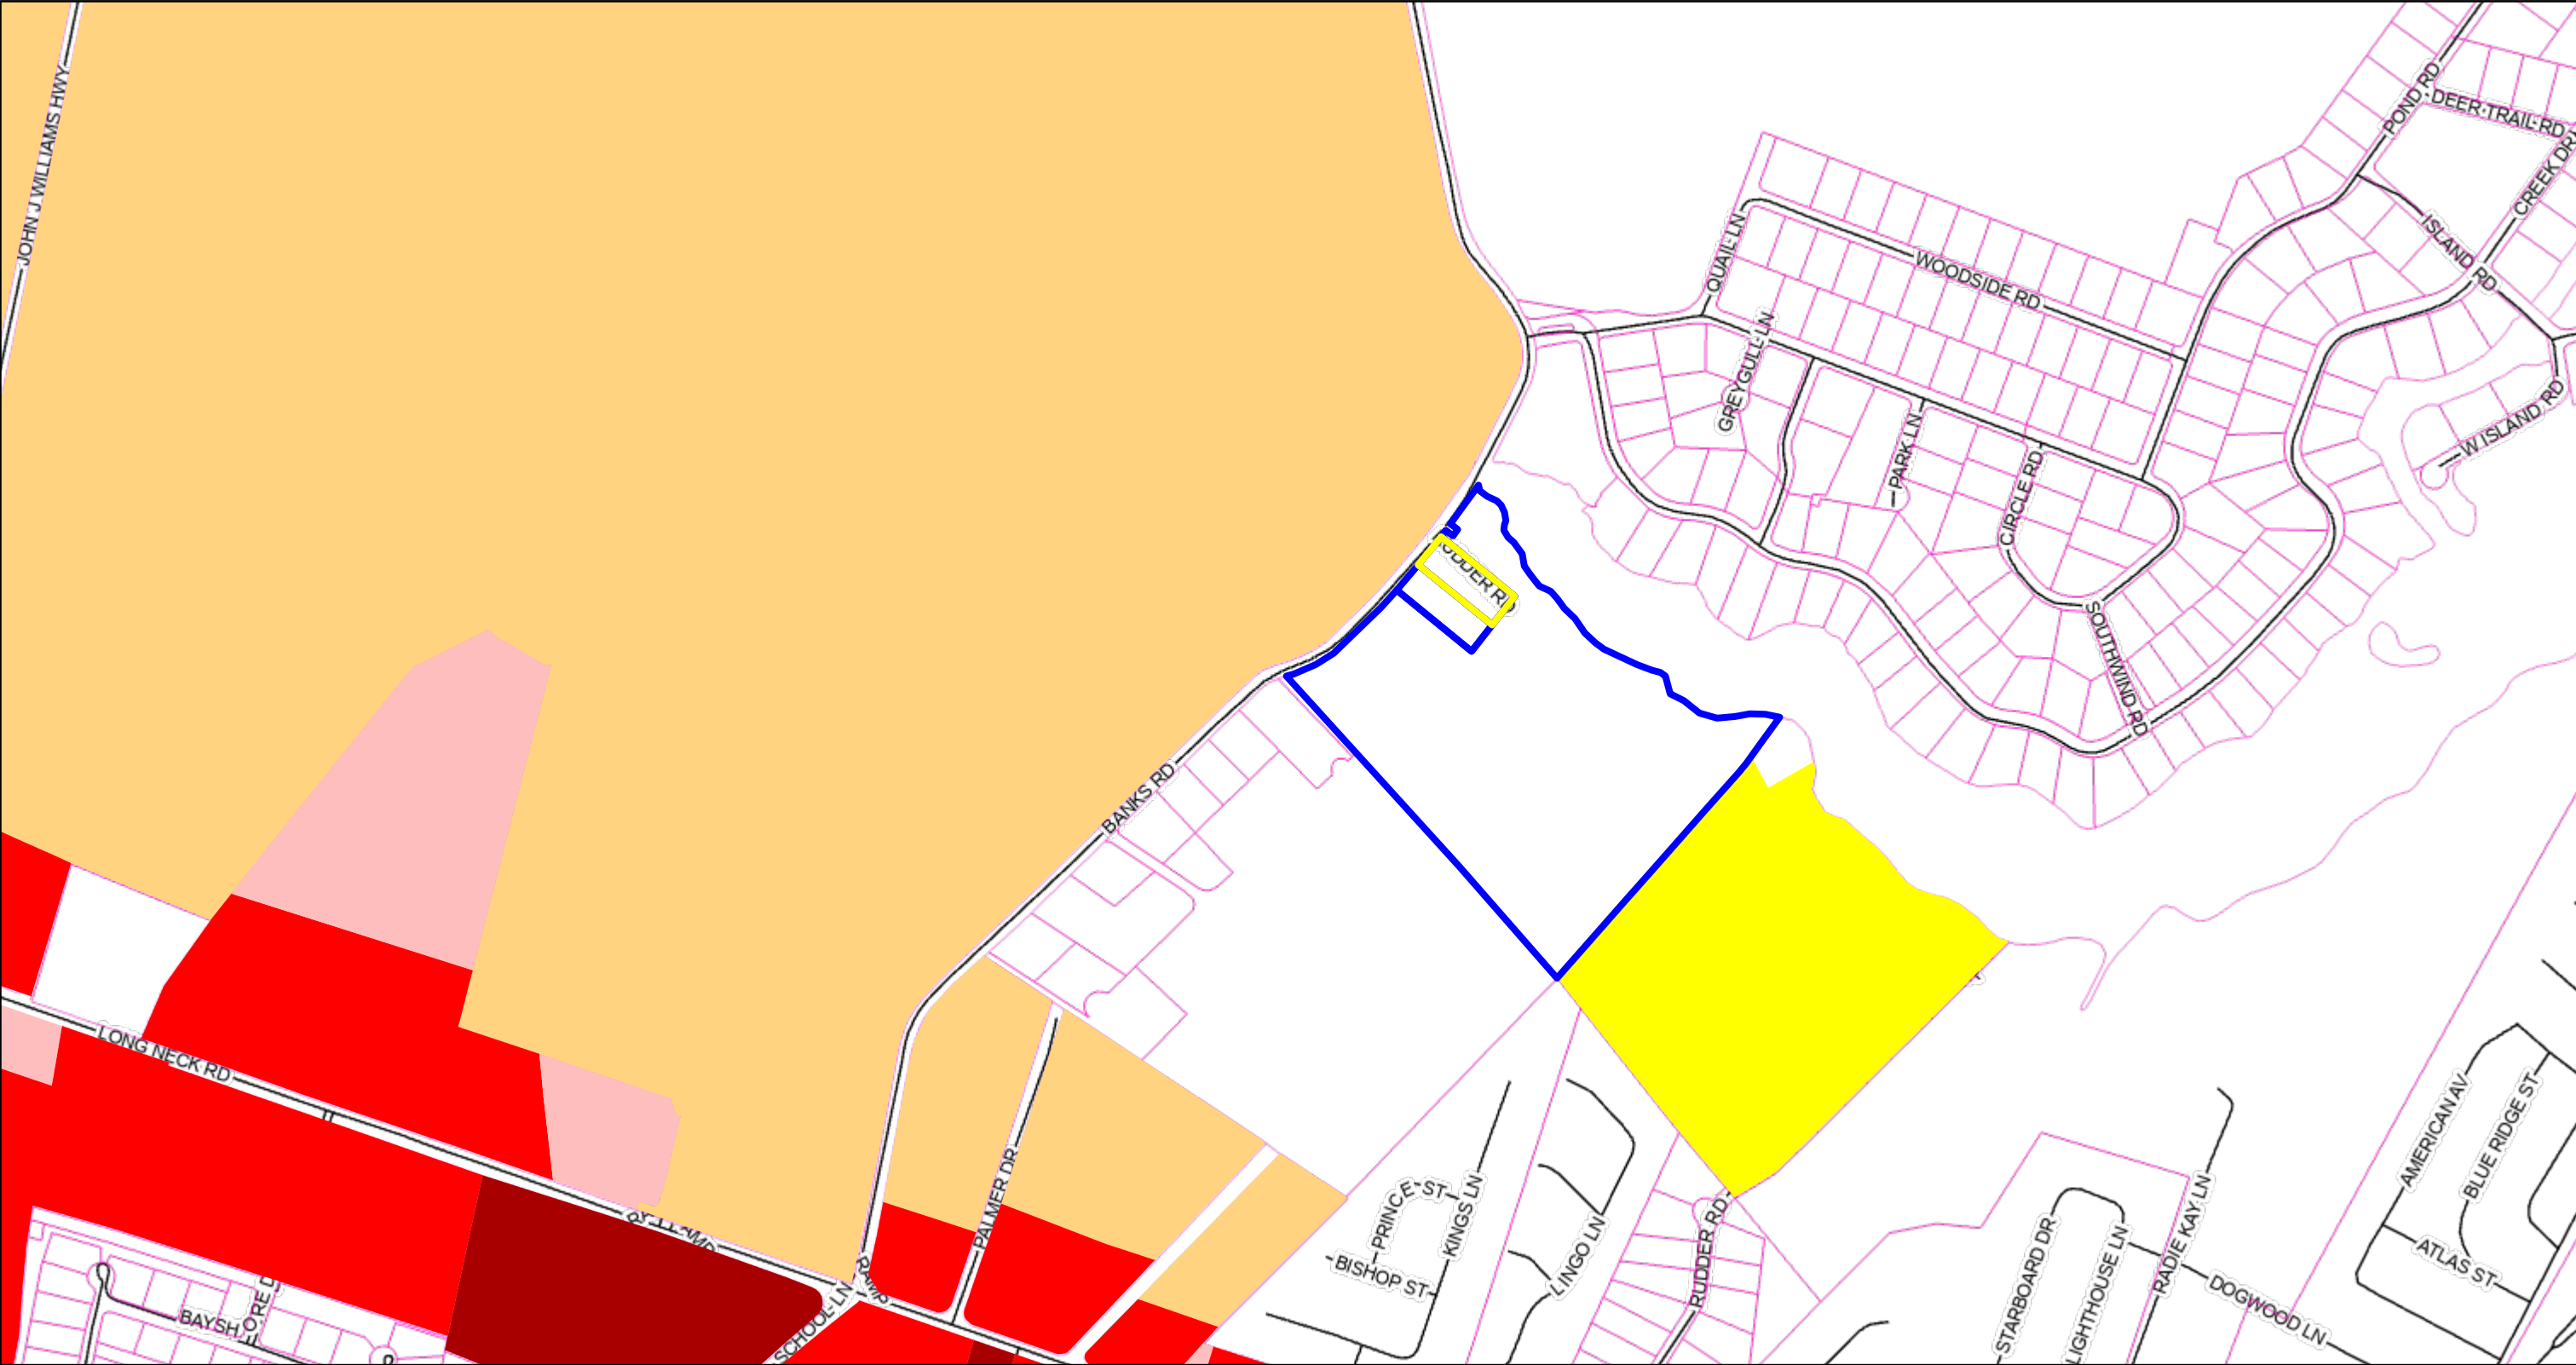 JOHN J WILLIAMS HWY
POND RD
DEER TRAIL RD
CREEK DR
ISLAND RD
QUAIL LN
WOODSIDE RD
GREYGULL LN
W ISLAND RD
PARK LN
CIRCLE RD
SOUTHWIND RD
BANKS RD
LONG NECK RD
PALMER DR
RAMP
SCHOOL LN
PRINCE ST
KINGS LN
BISHOP ST
LINGO LN
RUDDER RD
STARBOARD DR
LIGHTHOUSE LN
RADIE KAY LN
DOGWOOD LN
AMERICAN AV
BLUE RIDGE ST
ATLAS ST